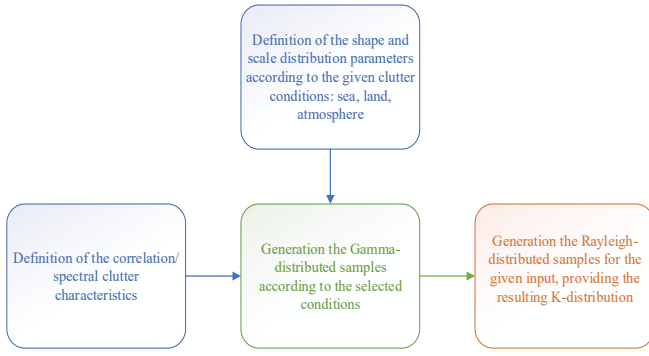 Definition of the shape and
scale distribution parameters
according to the given clutter
conditions: sea, land,
atmosphere
Definition of the correlation/
spectral clutter
characteristics
Generation the Gamma-
distributed samples
according to the selected
conditions
Generation the Rayleigh-
distributed samples for the
given input, providing the
resulting K-distribution